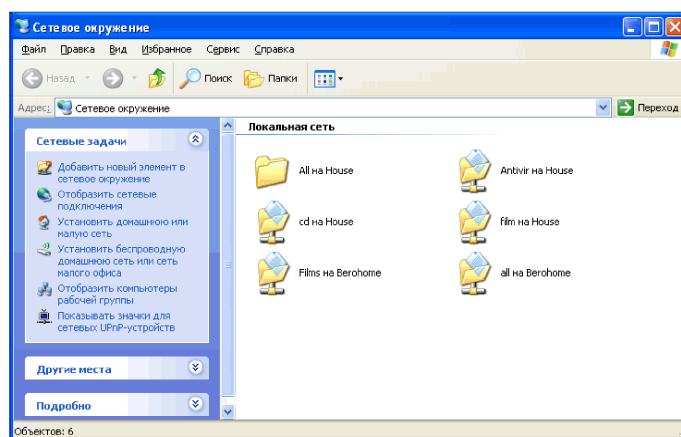 Сетевое окружение
Файл Правка Вид Избранное Сервис Справка
Назад Поиск Папки
Адрес: Сетевое окружение Переход
Сетевые задачи
Добавить новый элемент в
сетевое окружение
Отобразить сетевые
подключения
Установить домашнюю или
малую сеть
Установить беспроводную
домашнюю сеть или сеть
малого офиса
Отобразить компьютеры
рабочей группы
Показывать значки для
сетевых UPnP-устройств
Другие места
Подробно
Локальная сеть
All на House Antivir на House
cd на House film на House
Films на Berohome all на Berohome
Объектов: 6